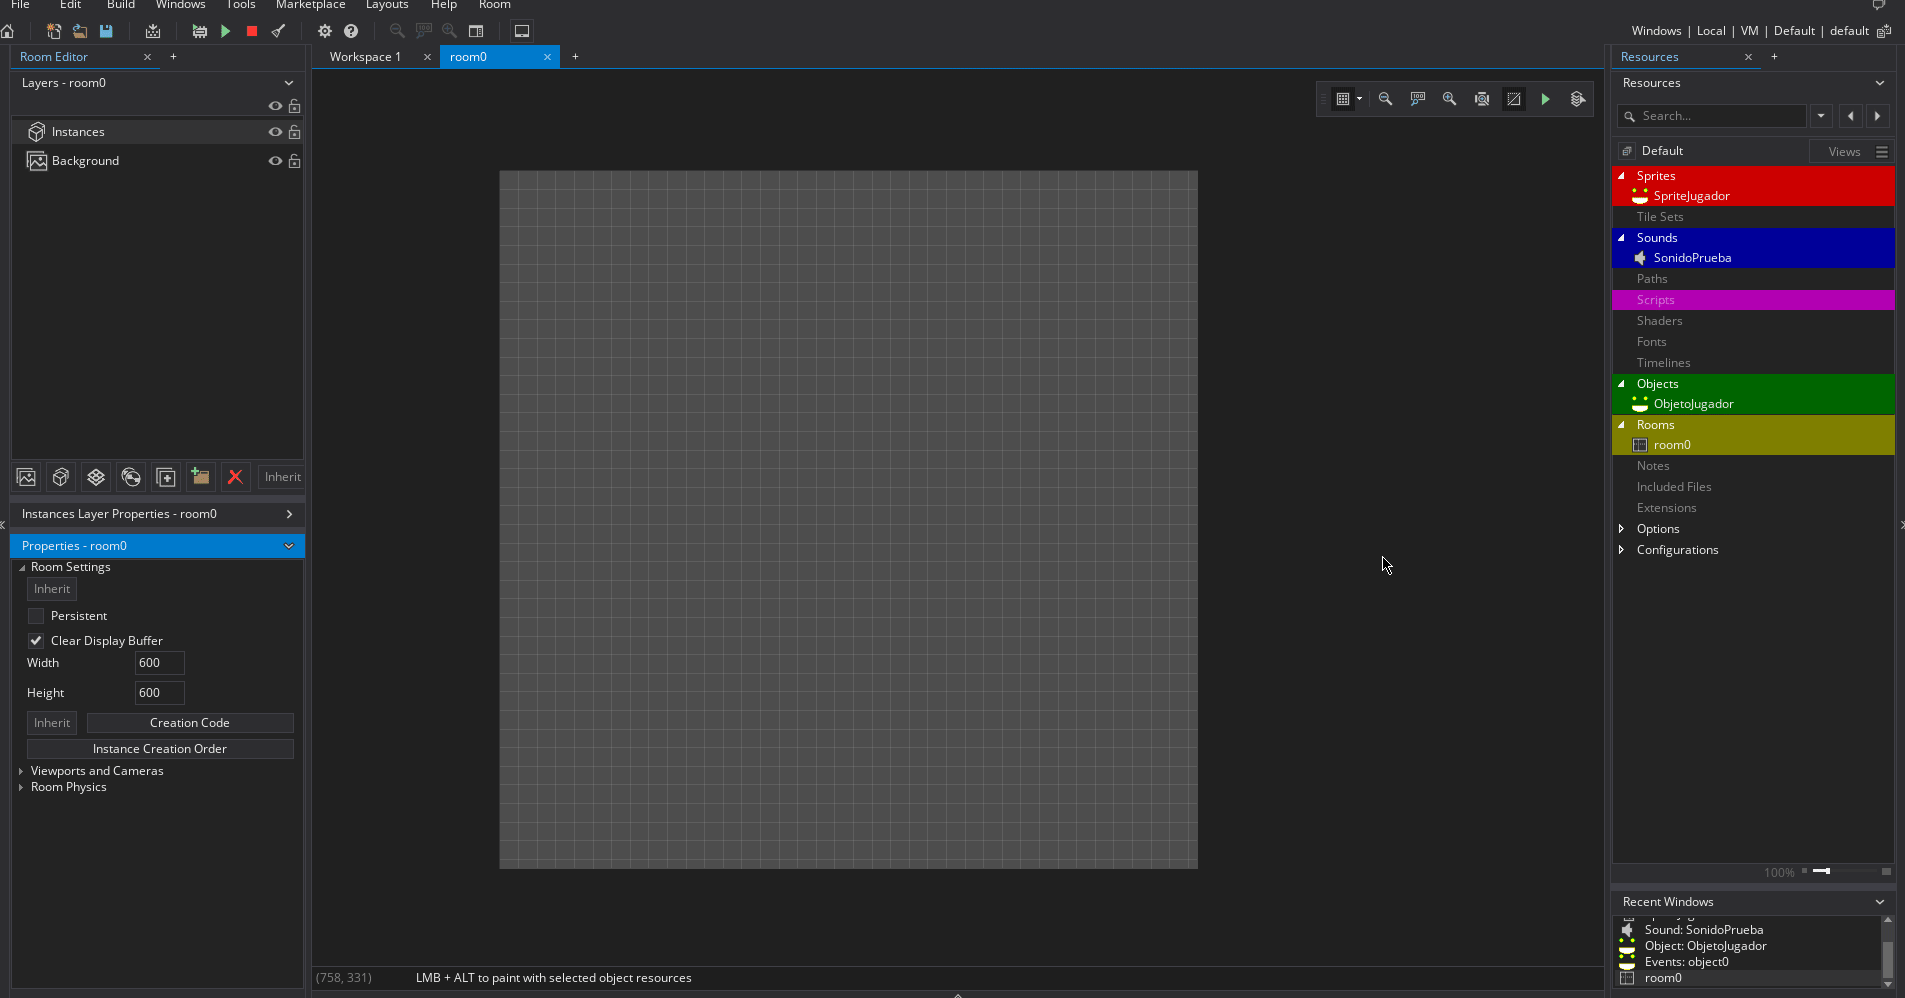 File Edit Build Windows Tools Marketplace Layouts Help Room
Windows | Local | VM | Default | default
Room Editor
Workspace 1
room0
Resources
Layers - room0
Resources
Search...
Instances
Background
Default
Views
Sprites
SpriteJugador
Tile Sets
Sounds
SonidoPrueba
Paths
Scripts
Shaders
Fonts
Timelines
Objects
ObjetoJugador
Rooms
room0
Notes
Included Files
Extensions
Options
Configurations
Inherit
Instances Layer Properties - room0
Properties - room0
Room Settings
Inherit
Persistent
Clear Display Buffer
Width 600
Height 600
Inherit Creation Code
Instance Creation Order
Viewports and Cameras
Room Physics
100%
Recent Windows
Sound: SonidoPrueba
Object: ObjetoJugador
Events: object0
room0
(758, 331) LMB + ALT to paint with selected object resources